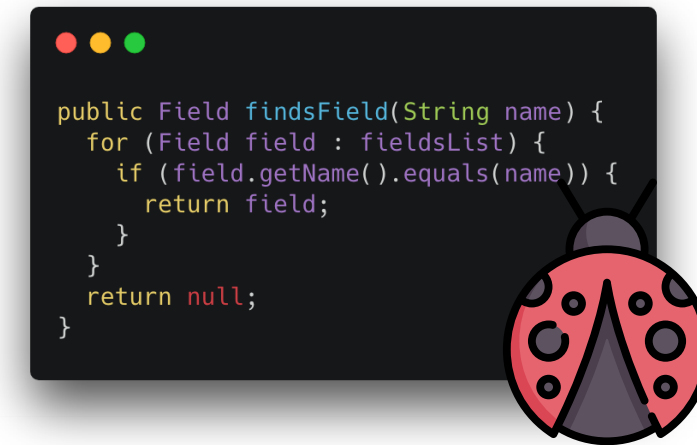 public Field findsField(String name) {
for (Field field : fieldsList) {
if (field.getName().equals(name)) {
return field;
}
}
return null;
}